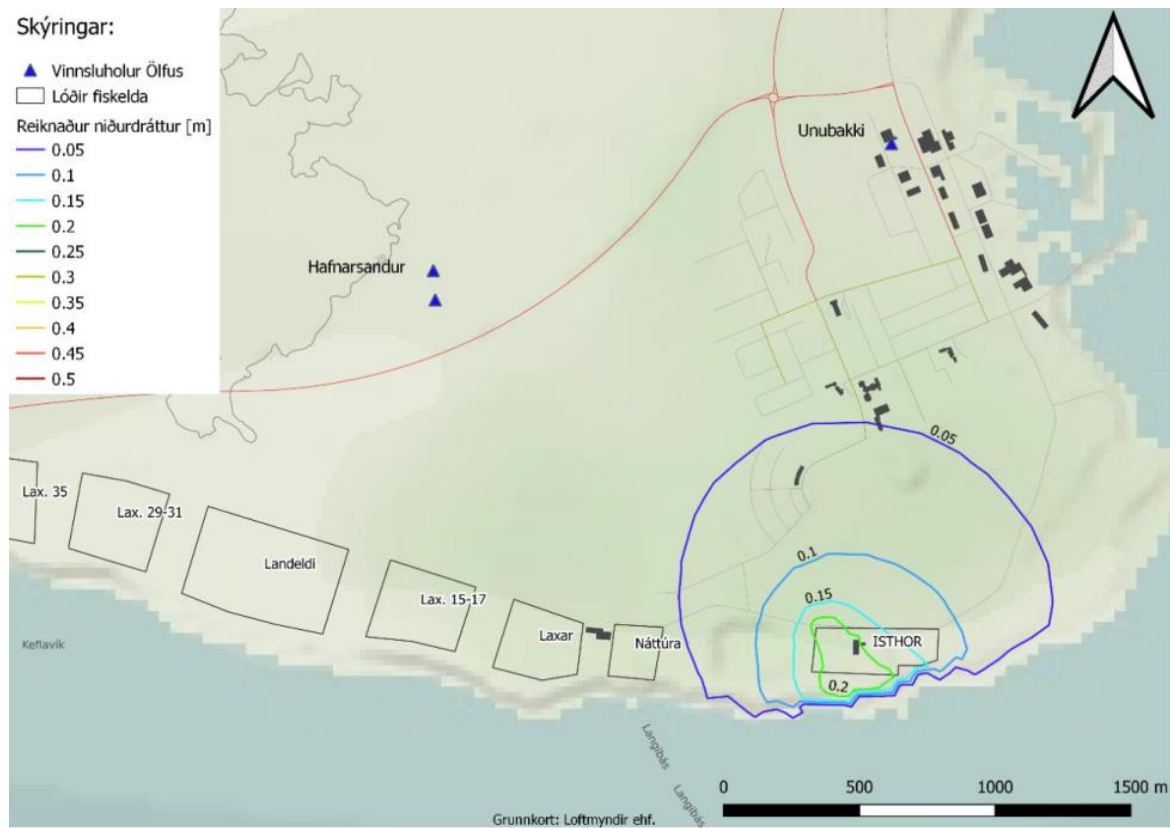 Skýringar:
Vinnsluholur Ölfus
Lóðir fiskelda
Reiknaður niðurdráttur [m]
0.05
0.1
0.15
0.2
0.25
0.3
0.35
0.4
0.45
0.5
Unubakki
Hafnarsandur
0.05
Lax. 35
Lax. 29-31
Landeldi
0.1
0.15
Lax. 15-17
Laxar
Náttúra
ISTHOR
Keflavík
0.2
Langibás
Langibás
0 500 1000 1500 m
Grunnkort: Loftmyndir ehf.